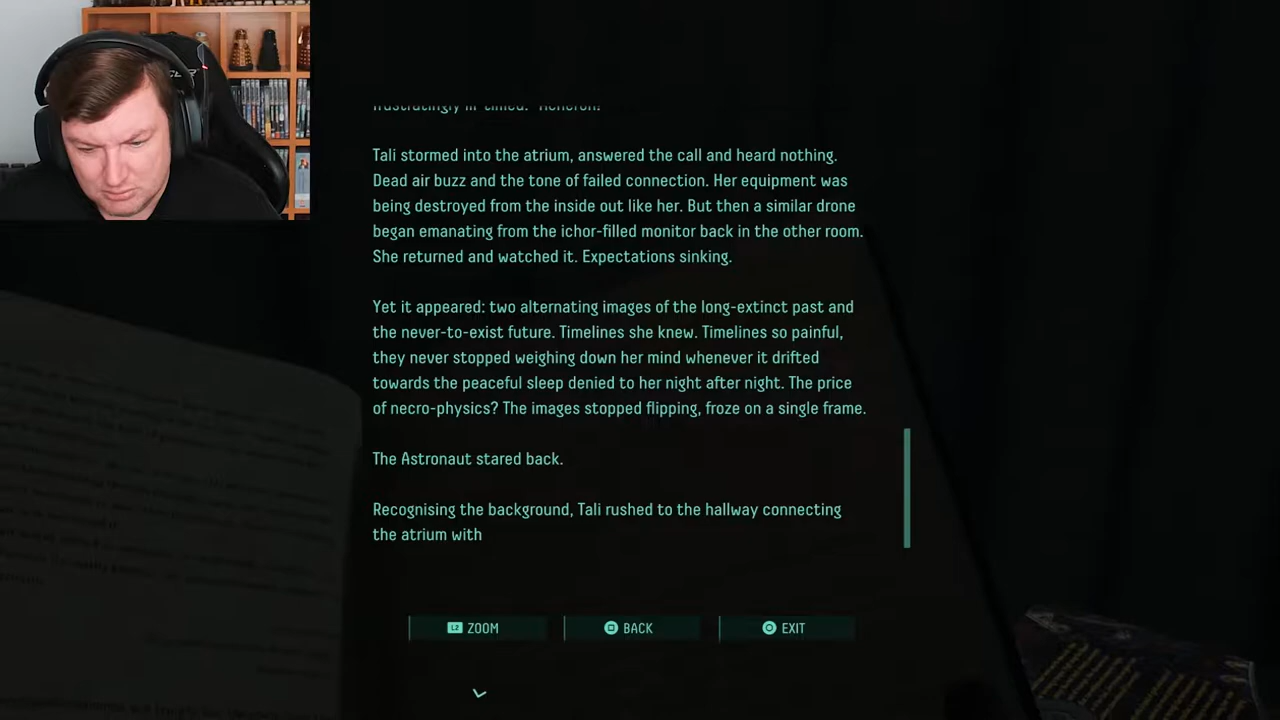 Tali stormed into the atrium, answered the call and heard nothing.
Dead air buzz and the tone of failed connection. Her equipment was
being destroyed from the inside out like her. But then a similar drone
began emanating from the ichor-filled monitor back in the other room.
She returned and watched it. Expectations sinking.
Yet it appeared: two alternating images of the long-extinct past and
the never-to-exist future. Timelines she knew. Timelines so painful,
they never stopped weighing down her mind whenever it drifted
towards the peaceful sleep denied to her night after night. The price
of necro-physics? The images stopped flipping, froze on a single frame.
The Astronaut stared back.
Recognising the background, Tali rushed to the hallway connecting
the atrium with
L2 ZOOM
BACK
EXIT